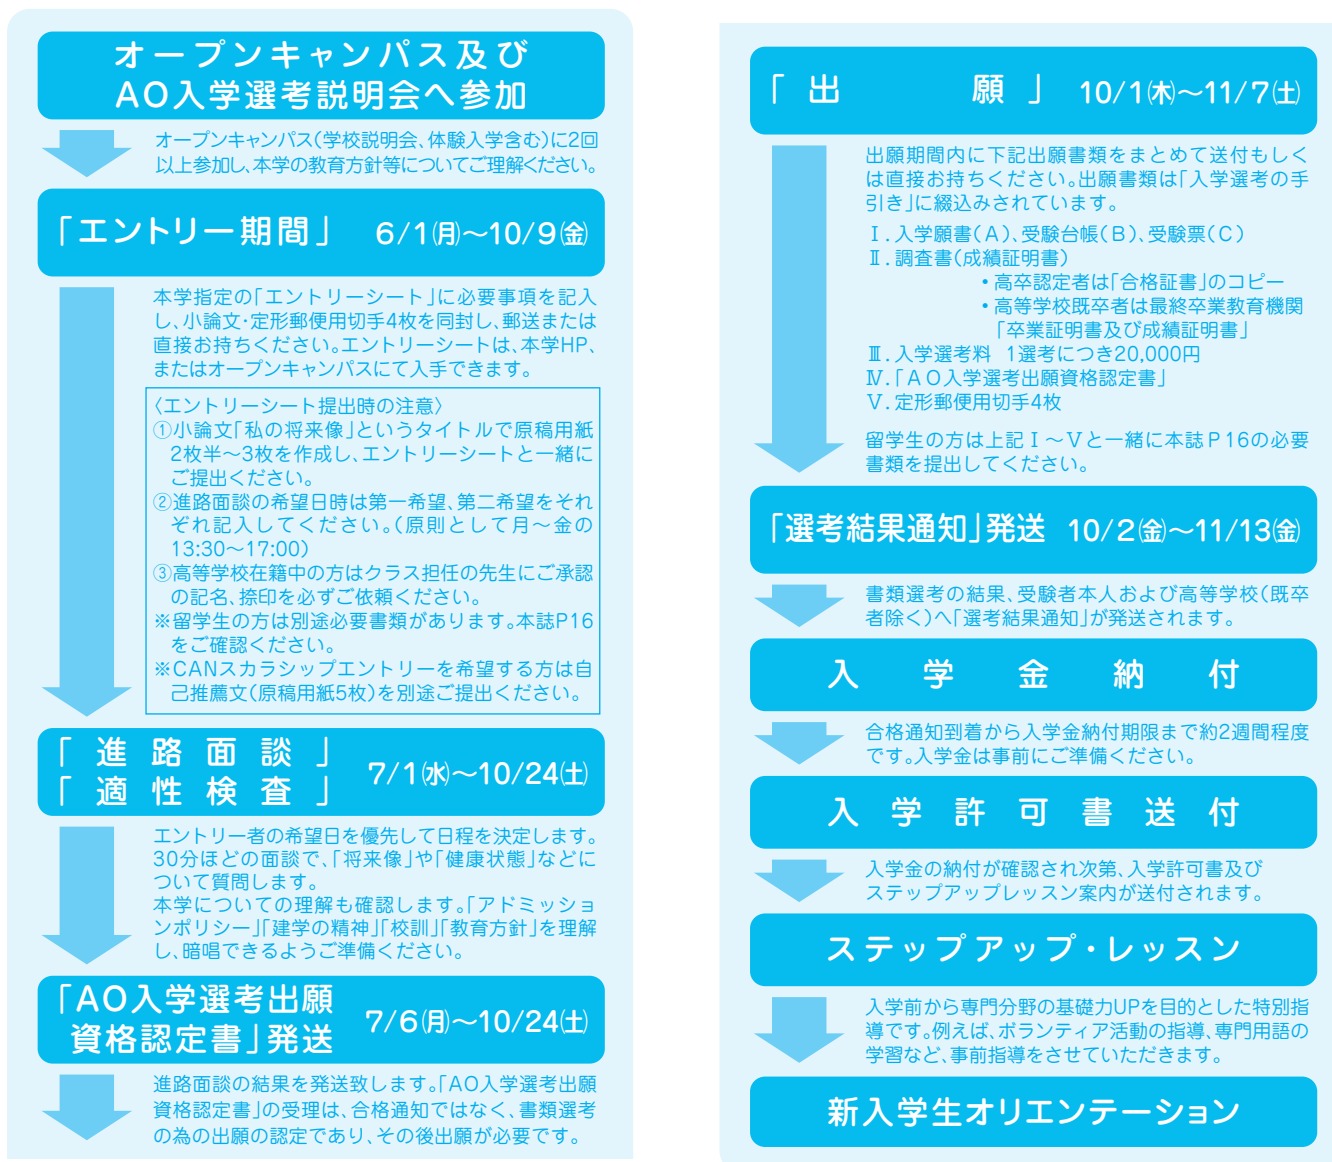 オープンキャンパス及び
AO入学選考説明会へ参加
オープンキャンパス(学校説明会、体験入学含む)に2回
以上参加し、本学の教育方針等についてご理解ください。
「エントリー期間」 6/1㈪〜10/9㈮
本学指定の「エントリーシート」に必要事項を記入
し、小論文・定形郵便用切手4枚を同封し、郵送または
直接お持ちください。エントリーシートは、本学HP、
またはオープンキャンパスにて入手できます。
〈エントリーシート提出時の注意〉
①小論文「私の将来像」というタイトルで原稿用紙
2枚半〜3枚を作成し、エントリーシートと一緒に
ご提出ください。
②進路面談の希望日時は第一希望、第二希望をそれ
ぞれ記入してください。(原則として月〜金の
13:30〜17:00)
③高等学校在籍中の方はクラス担任の先生にご承認
の記名、捺印を必ずご依頼ください。
※留学生の方は別途必要書類があります。本誌P16
をご確認ください。
※CANスカラシップエントリーを希望する方は自
己推薦文(原稿用紙5枚)を別途ご提出ください。
「進路面談」
「適性検査」 7/1㈬〜10/24㈯
エントリー者の希望日を優先して日程を決定します。
30分ほどの面談で、「将来像」や「健康状態」などに
ついて質問します。
本学についての理解も確認します。「アドミッショ
ンポリシー」「建学の精神」「校訓」「教育方針」を理解
し、暗唱できるようご準備ください。
「AO入学選考出願
資格認定書」発送 7/6㈪〜10/24㈯
進路面談の結果を発送致します。「AO入学選考出願
資格認定書」の受理は、合格通知ではなく、書類選考
の為の出願の認定であり、その後出願が必要です。
「出願」 10/1㈭〜11/7㈯
出願期間内に下記出願書類をまとめて送付もしく
は直接お持ちください。出願書類は「入学選考の手
引き」に綴込みされています。
Ⅰ.入学願書(A)、受験台帳(B)、受験票(C)
Ⅱ.調査書(成績証明書)
・高卒認定者は「合格証書」のコピー
・高等学校既卒者は最終卒業教育機関
「卒業証明書及び成績証明書」
Ⅲ.入学選考料 1選考につき20,000円
Ⅳ.「AO入学選考出願資格認定書」
Ⅴ.定形郵便用切手4枚
留学生の方は上記Ⅰ〜Ⅴと一緒に本誌P16の必要
書類を提出してください。
「選考結果通知」発送 10/2㈮〜11/13㈮
書類選考の結果、受験者本人および高等学校(既卒
者除く)へ「選考結果通知」が発送されます。
入学金納付
合格通知到着から入学金納付期限まで約2週間程度
です。入学金は事前にご準備ください。
入学許可書送付
入学金の納付が確認され次第、入学許可書及び
ステップアップレッスン案内が送付されます。
ステップアップ・レッスン
入学前から専門分野の基礎力UPを目的とした特別指
導です。例えば、ボランティア活動の指導、専門用語の
学習など、事前指導をさせていただきます。
新入学生オリエンテーション